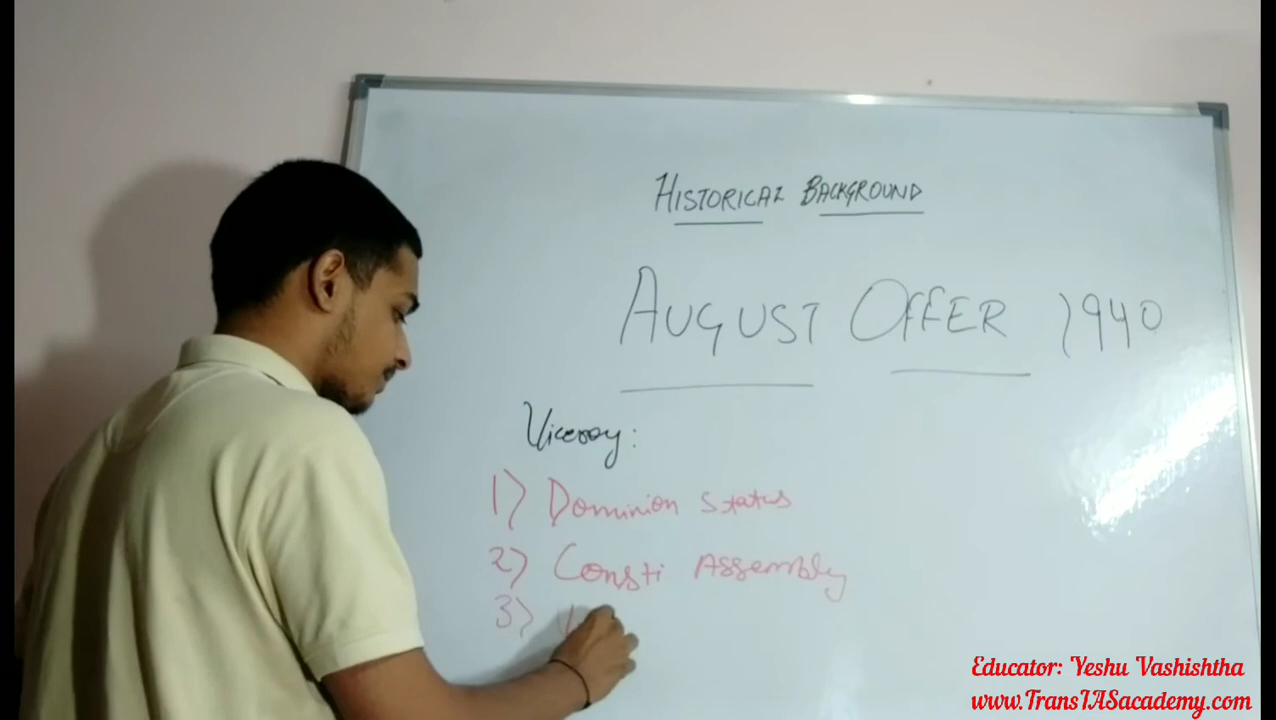 HISTORICAL BACKGROUND
AUGUST OFFER 1940
Viceroy:
1) Dominion Status
2) Consti Assembly
3)
Educator: Yeshu Vashishtha
www.TransIASacademy.com